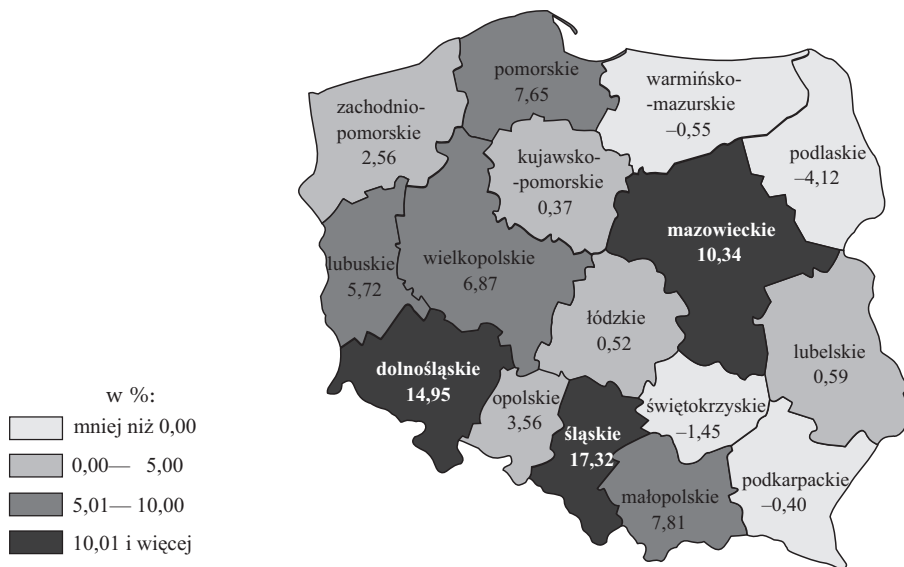 pomorskie
7,65
warmińsko-
-mazurskie
–0,55
zachodnio-
pomorskie
2,56
kujawsko-
-pomorskie
0,37
podlaskie
–4,12
mazowieckie
10,34
lubuskie
5,72
wielkopolskie
6,87
łódzkie
0,52
lubelskie
0,59
dolnośląskie
14,95
opolskie
3,56
śląskie
17,32
świętokrzyskie
–1,45
małopolskie
7,81
podkarpackie
–0,40
w %:
mniej niż 0,00
0,00— 5,00
5,01— 10,00
10,01 i więcej